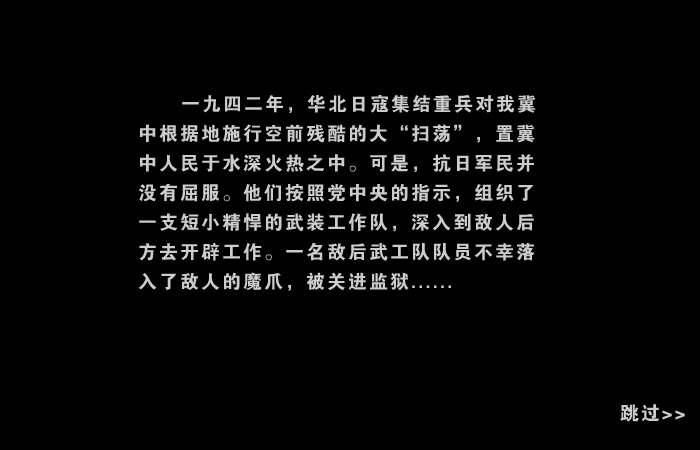 一九四二年，华北日寇集结重兵对我冀
中根据地施行空前残酷的大“扫荡”，置冀
中人民于水深火热之中。可是，抗日军民并
没有屈服。他们按照党中央的指示，组织了
一支短小精悍的武装工作队，深入到敌人后
方去开辟工作。一名敌后武工队队员不幸落
入了敌人的魔爪，被关进监狱……
跳过>>